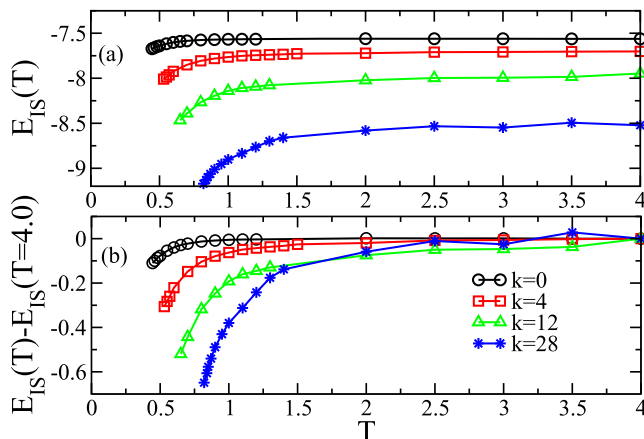 -7.5
-8
-8.5
-9
E_IS(T)
(a)
0
-0.2
-0.4
-0.6
E_IS(T)-E_IS(T=4.0)
(b)
k=0
k=4
k=12
k=28
0 0.5 1 1.5 2 2.5 3 3.5 4
T